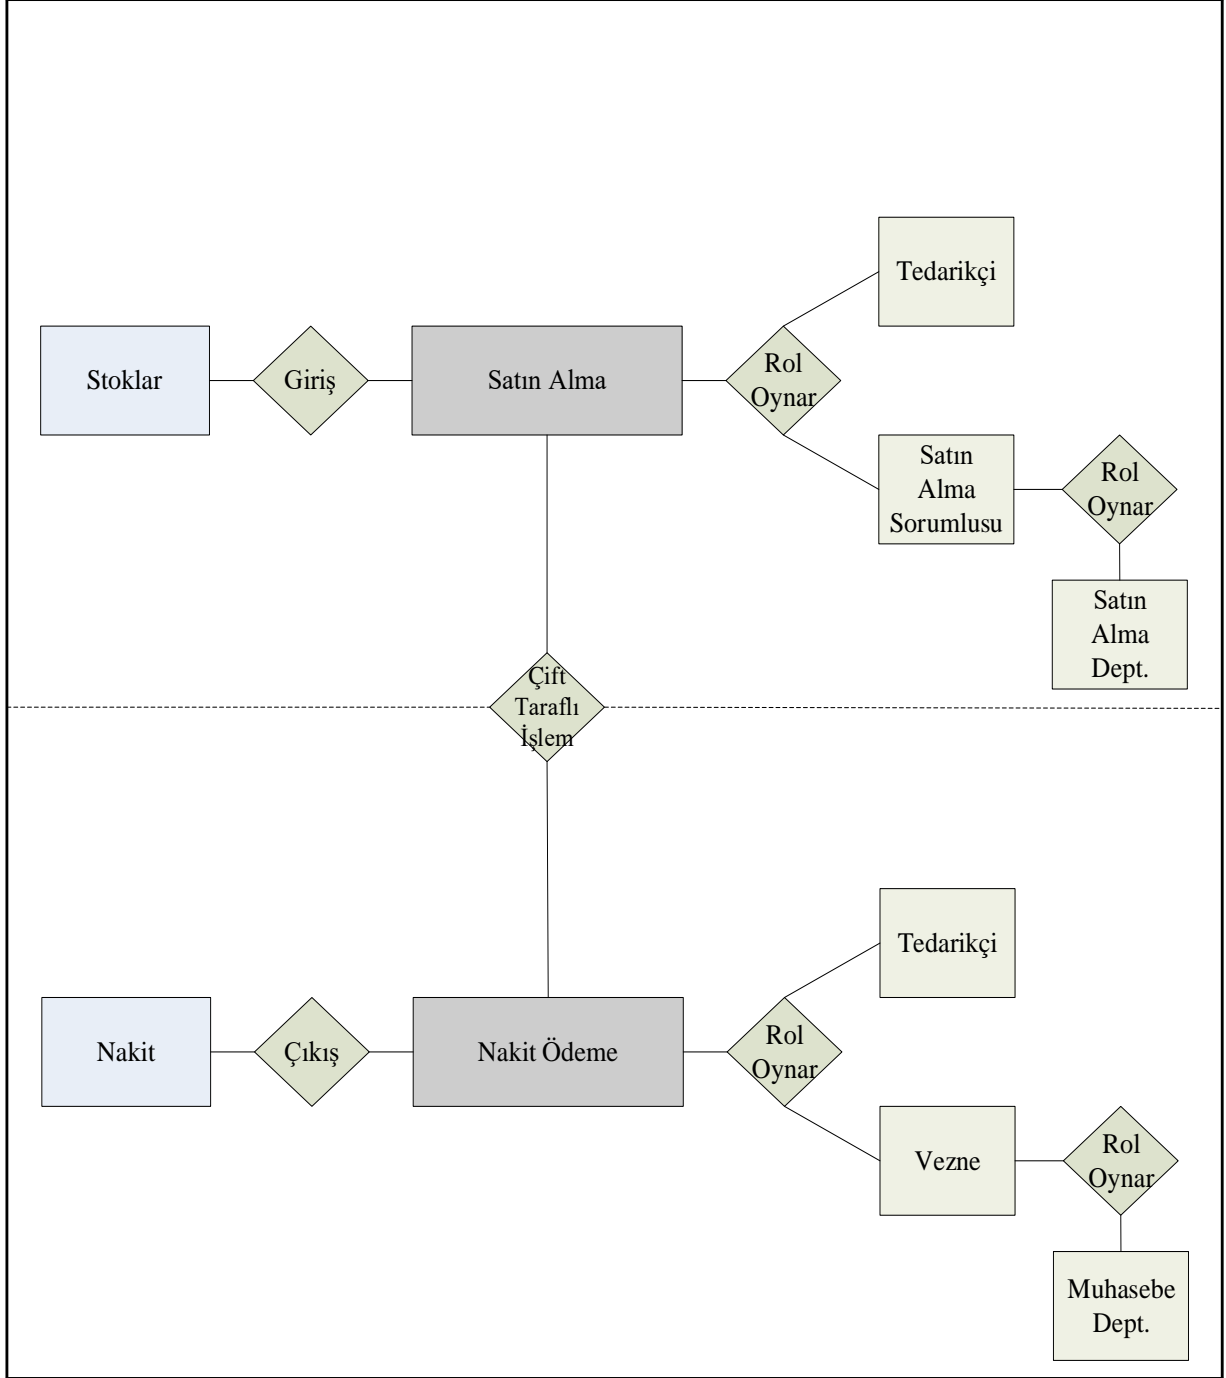 Tedarikçi
Stoklar
Giriş
Satın Alma
Rol
Oynar
Satın
Alma
Sorumlusu
Rol
Oynar
Satın
Alma
Dept.
Çift
Taraflı
İşlem
Tedarikçi
Nakit
Çıkış
Nakit Ödeme
Rol
Oynar
Vezne
Rol
Oynar
Muhasebe
Dept.